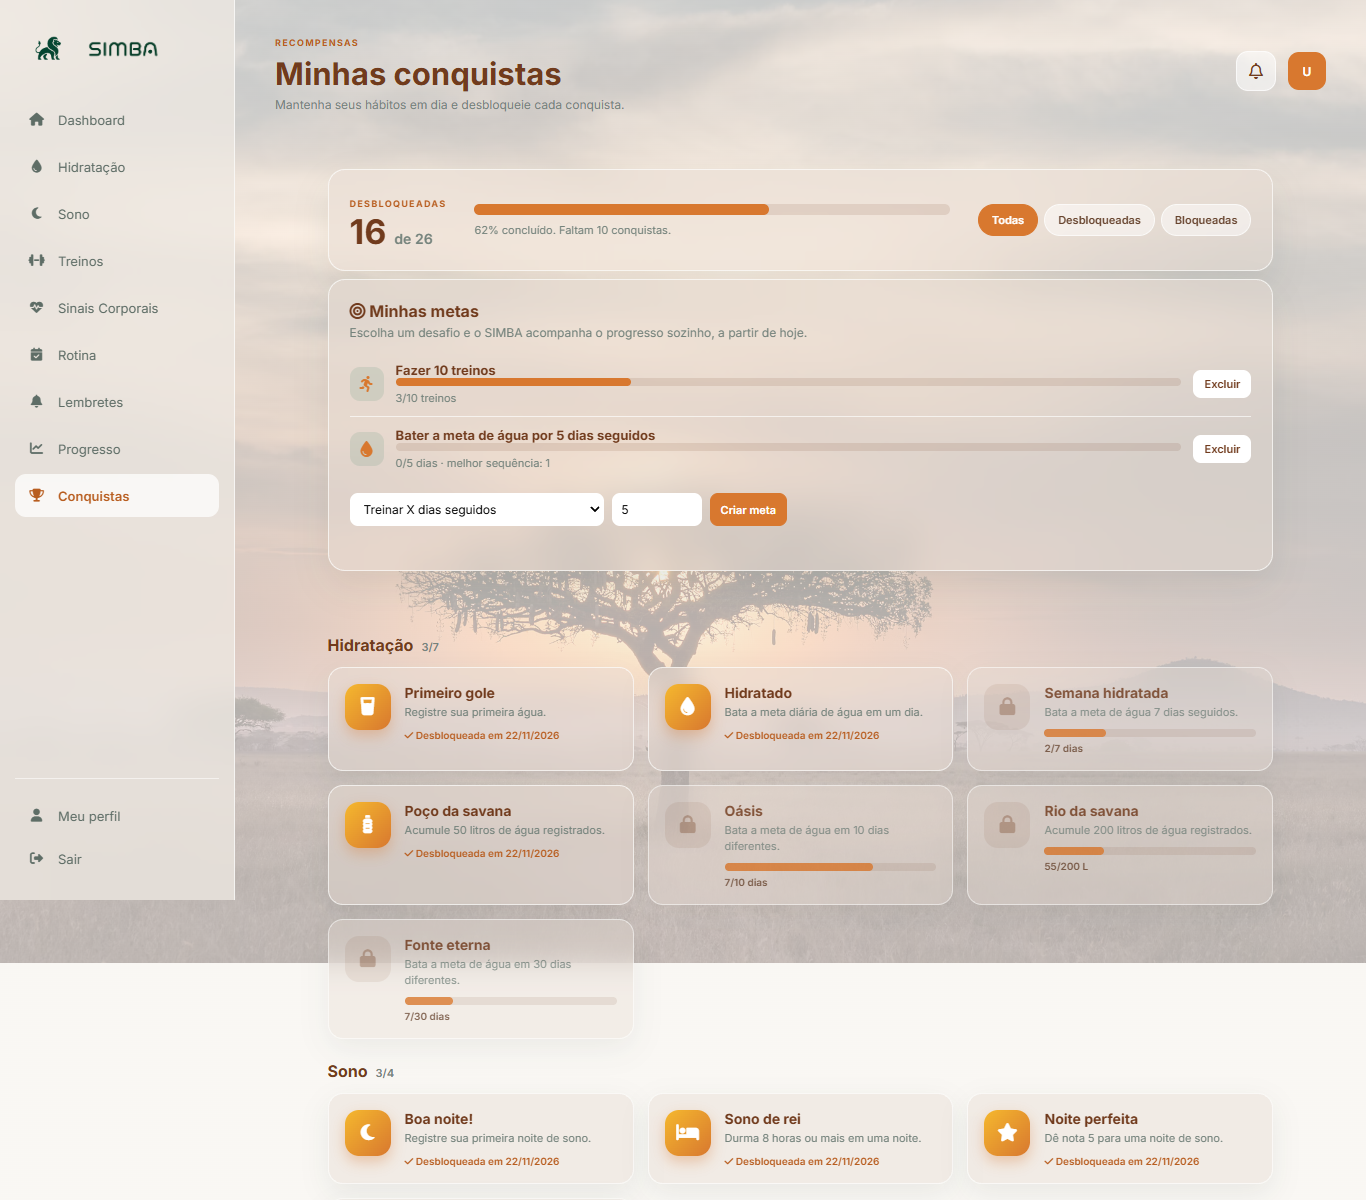 SIMBA
Dashboard
Hidratação
Sono
Treinos
Sinais Corporais
Rotina
Lembretes
Progresso
Conquistas
Meu perfil
Sair
RECOMPENSAS
Minhas conquistas
Mantenha seus hábitos em dia e desbloqueie cada conquista.
U
DESBLOQUEADAS
16 de 26
62% concluído. Faltam 10 conquistas.
Todas
Desbloqueadas
Bloqueadas
Minhas metas
Escolha um desafio e o SIMBA acompanha o progresso sozinho, a partir de hoje.
Fazer 10 treinos
3/10 treinos
Excluir
Bater a meta de água por 5 dias seguidos
0/5 dias · melhor sequência: 1
Excluir
Treinar X dias seguidos
5
Criar meta
Hidratação 3/7
Primeiro gole
Registre sua primeira água.
Desbloqueada em 22/11/2026
Hidratado
Bata a meta diária de água em um dia.
Desbloqueada em 22/11/2026
Semana hidratada
Bata a meta de água 7 dias seguidos.
2/7 dias
Poço da savana
Acumule 50 litros de água registrados.
Desbloqueada em 22/11/2026
Oásis
Bata a meta de água em 10 dias
diferentes.
7/10 dias
Rio da savana
Acumule 200 litros de água registrados.
55/200 L
Fonte eterna
Bata a meta de água em 30 dias
diferentes.
7/30 dias
Sono 3/4
Boa noite!
Registre sua primeira noite de sono.
Desbloqueada em 22/11/2026
Sono de rei
Durma 8 horas ou mais em uma noite.
Desbloqueada em 22/11/2026
Noite perfeita
Dê nota 5 para uma noite de sono.
Desbloqueada em 22/11/2026